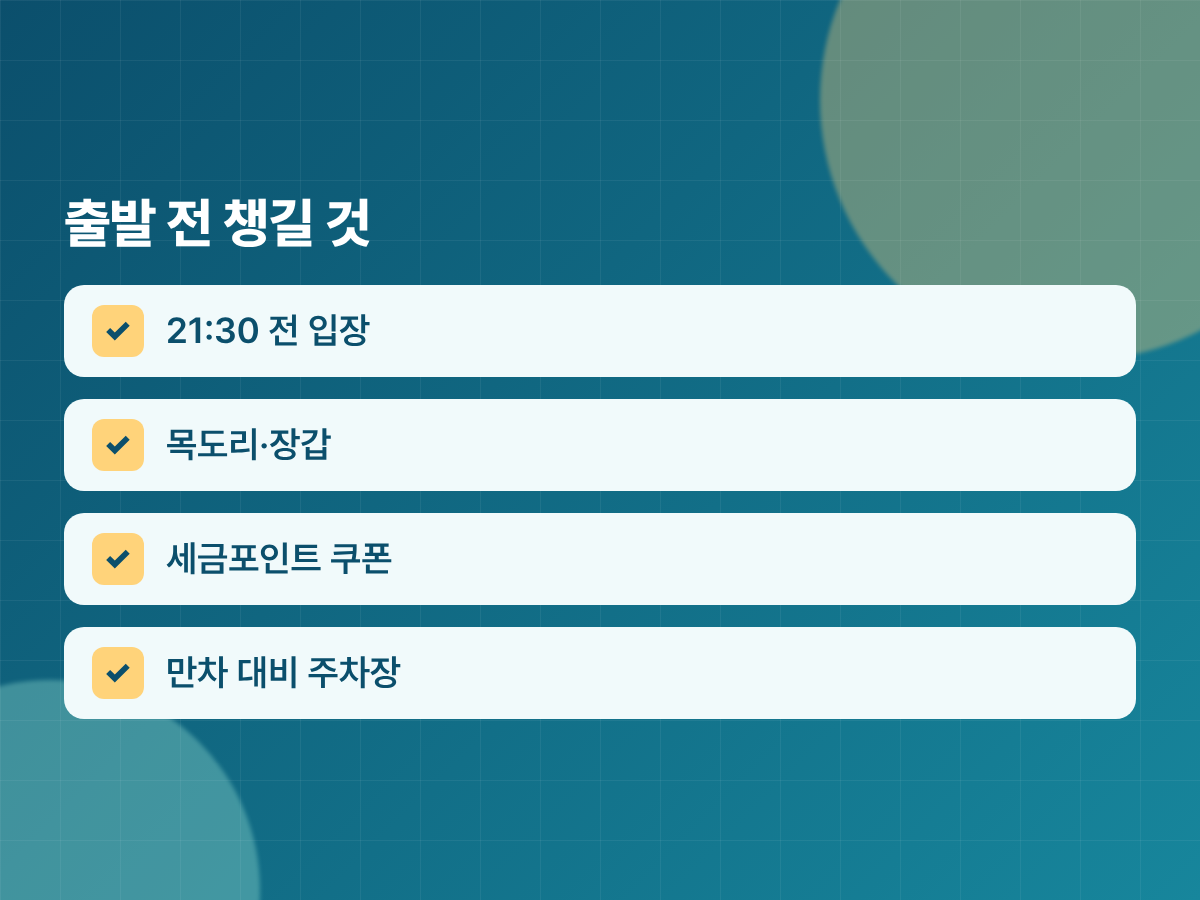 출발 전 챙길 것
21:30 전 입장
목도리·장갑
세금포인트 쿠폰
만차 대비 주차장